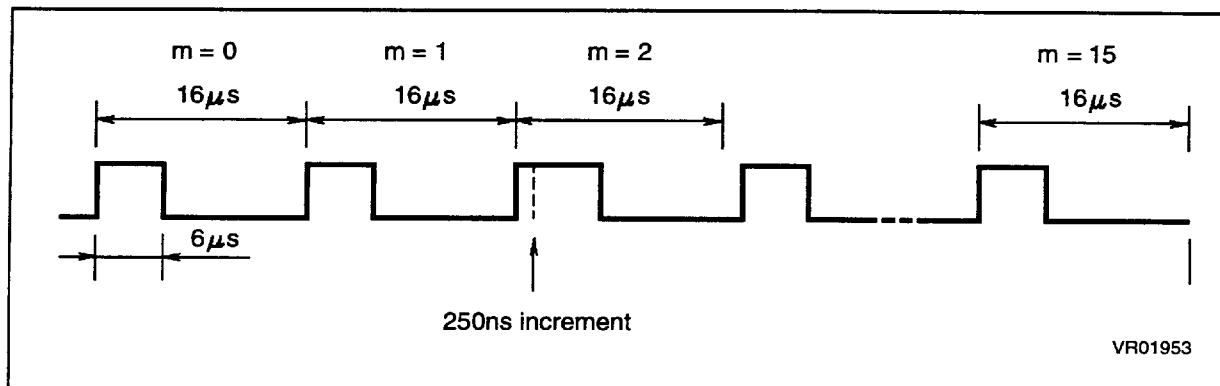 m = 0 m = 1 m = 2 m = 15
16µs 16µs 16µs 16µs
6µs
250ns increment
VR01953